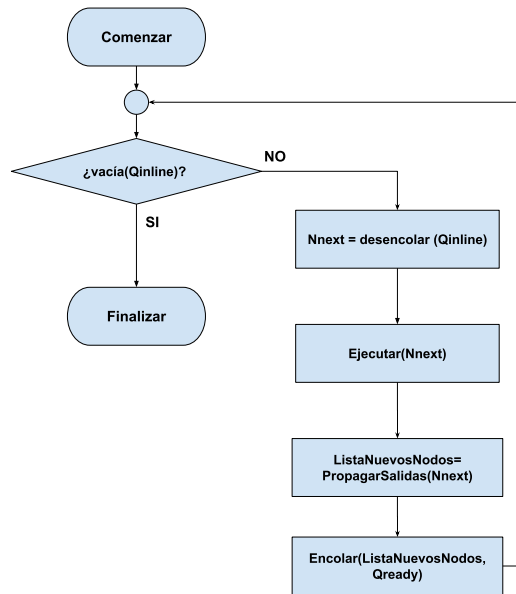 Comenzar
¿vacía(Qinline)?
NO
SI
Nnext = desencolar (Qinline)
Finalizar
Ejecutar(Nnext)
ListaNuevosNodos=
PropagarSalidas(Nnext)
Encolar(ListaNuevosNodos,
Qready)